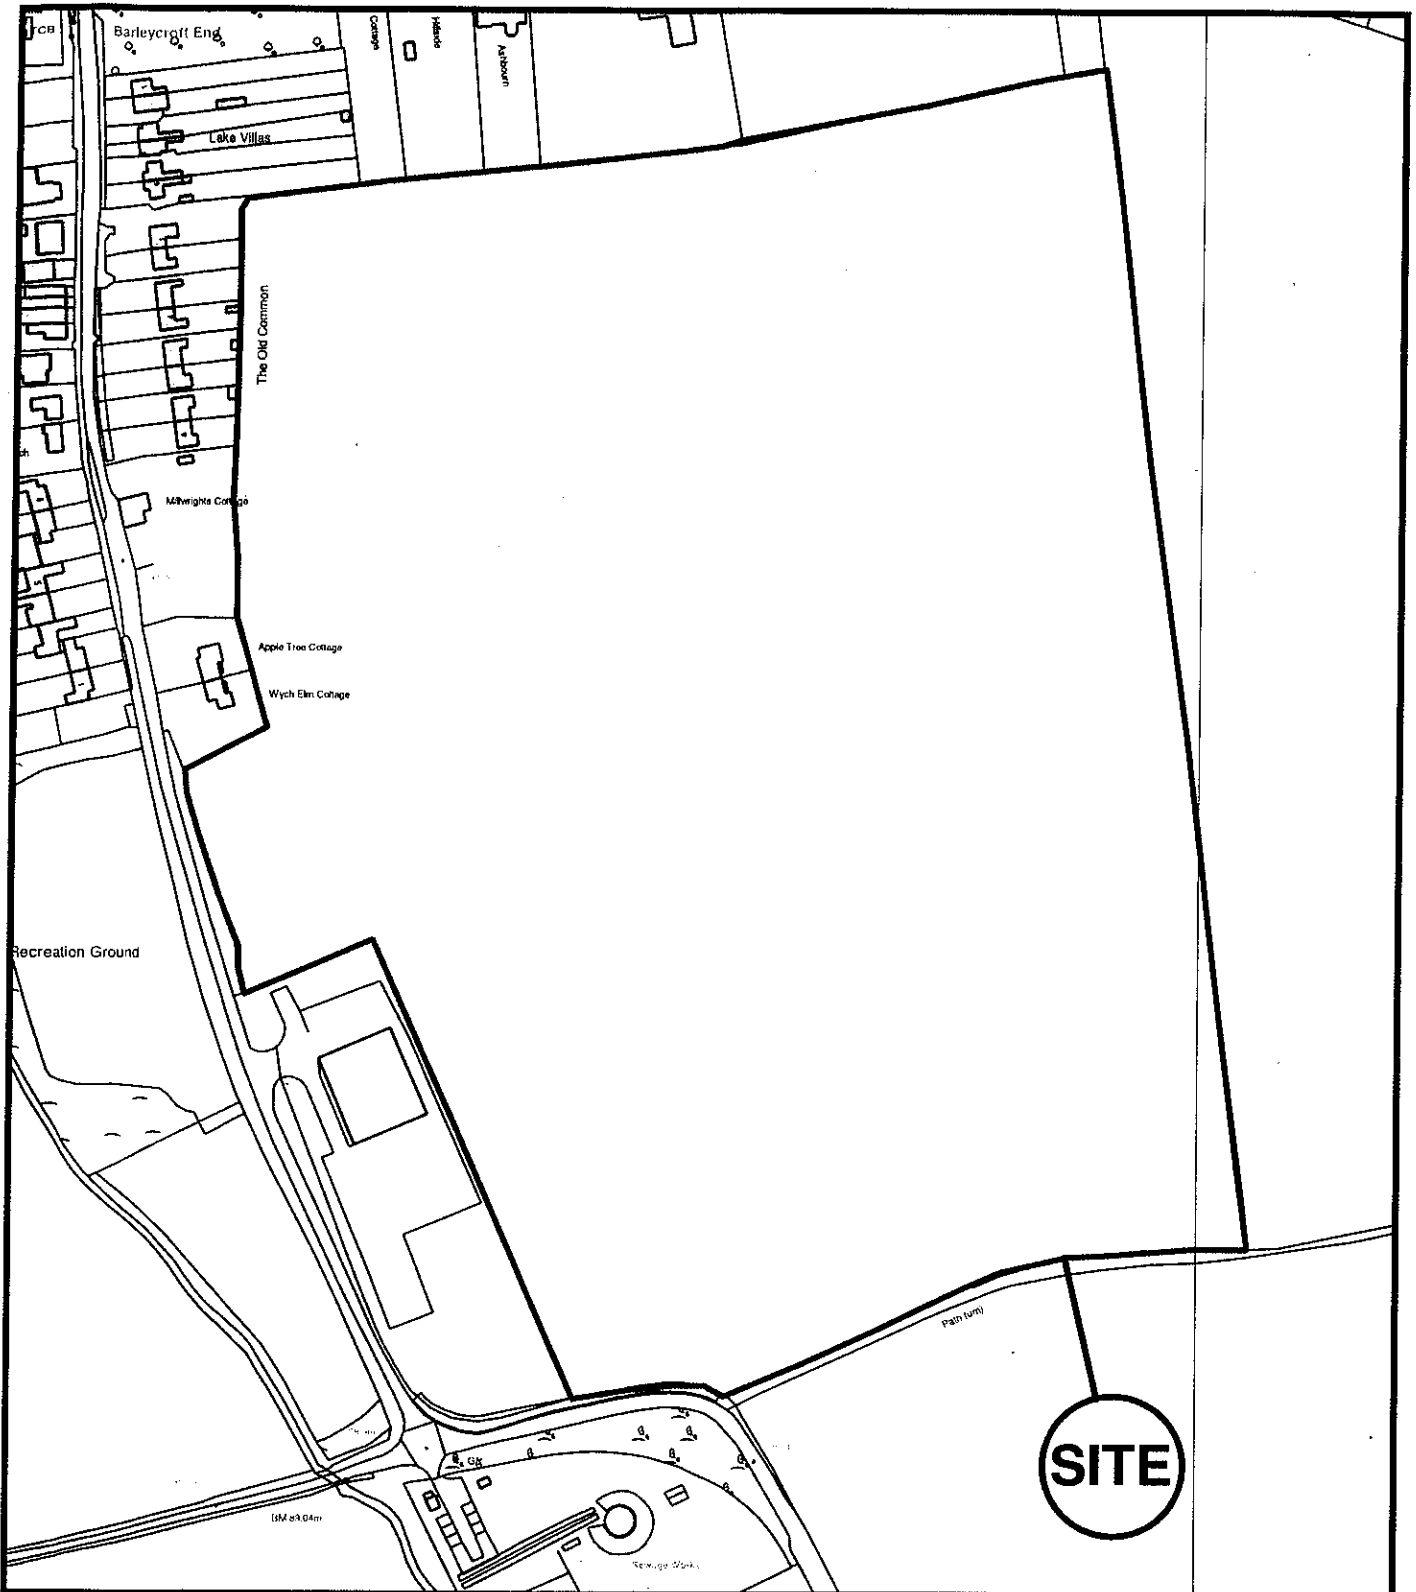 TCB
Barleycroft End
Cottage
Hillside
Ashbourn
Lake Villas
The Old Common
Millwrights Cottage
Apple Tree Cottage
Wych Elm Cottage
Recreation Ground
Path (um)
SITE
BM 83.04m
Sewage Works